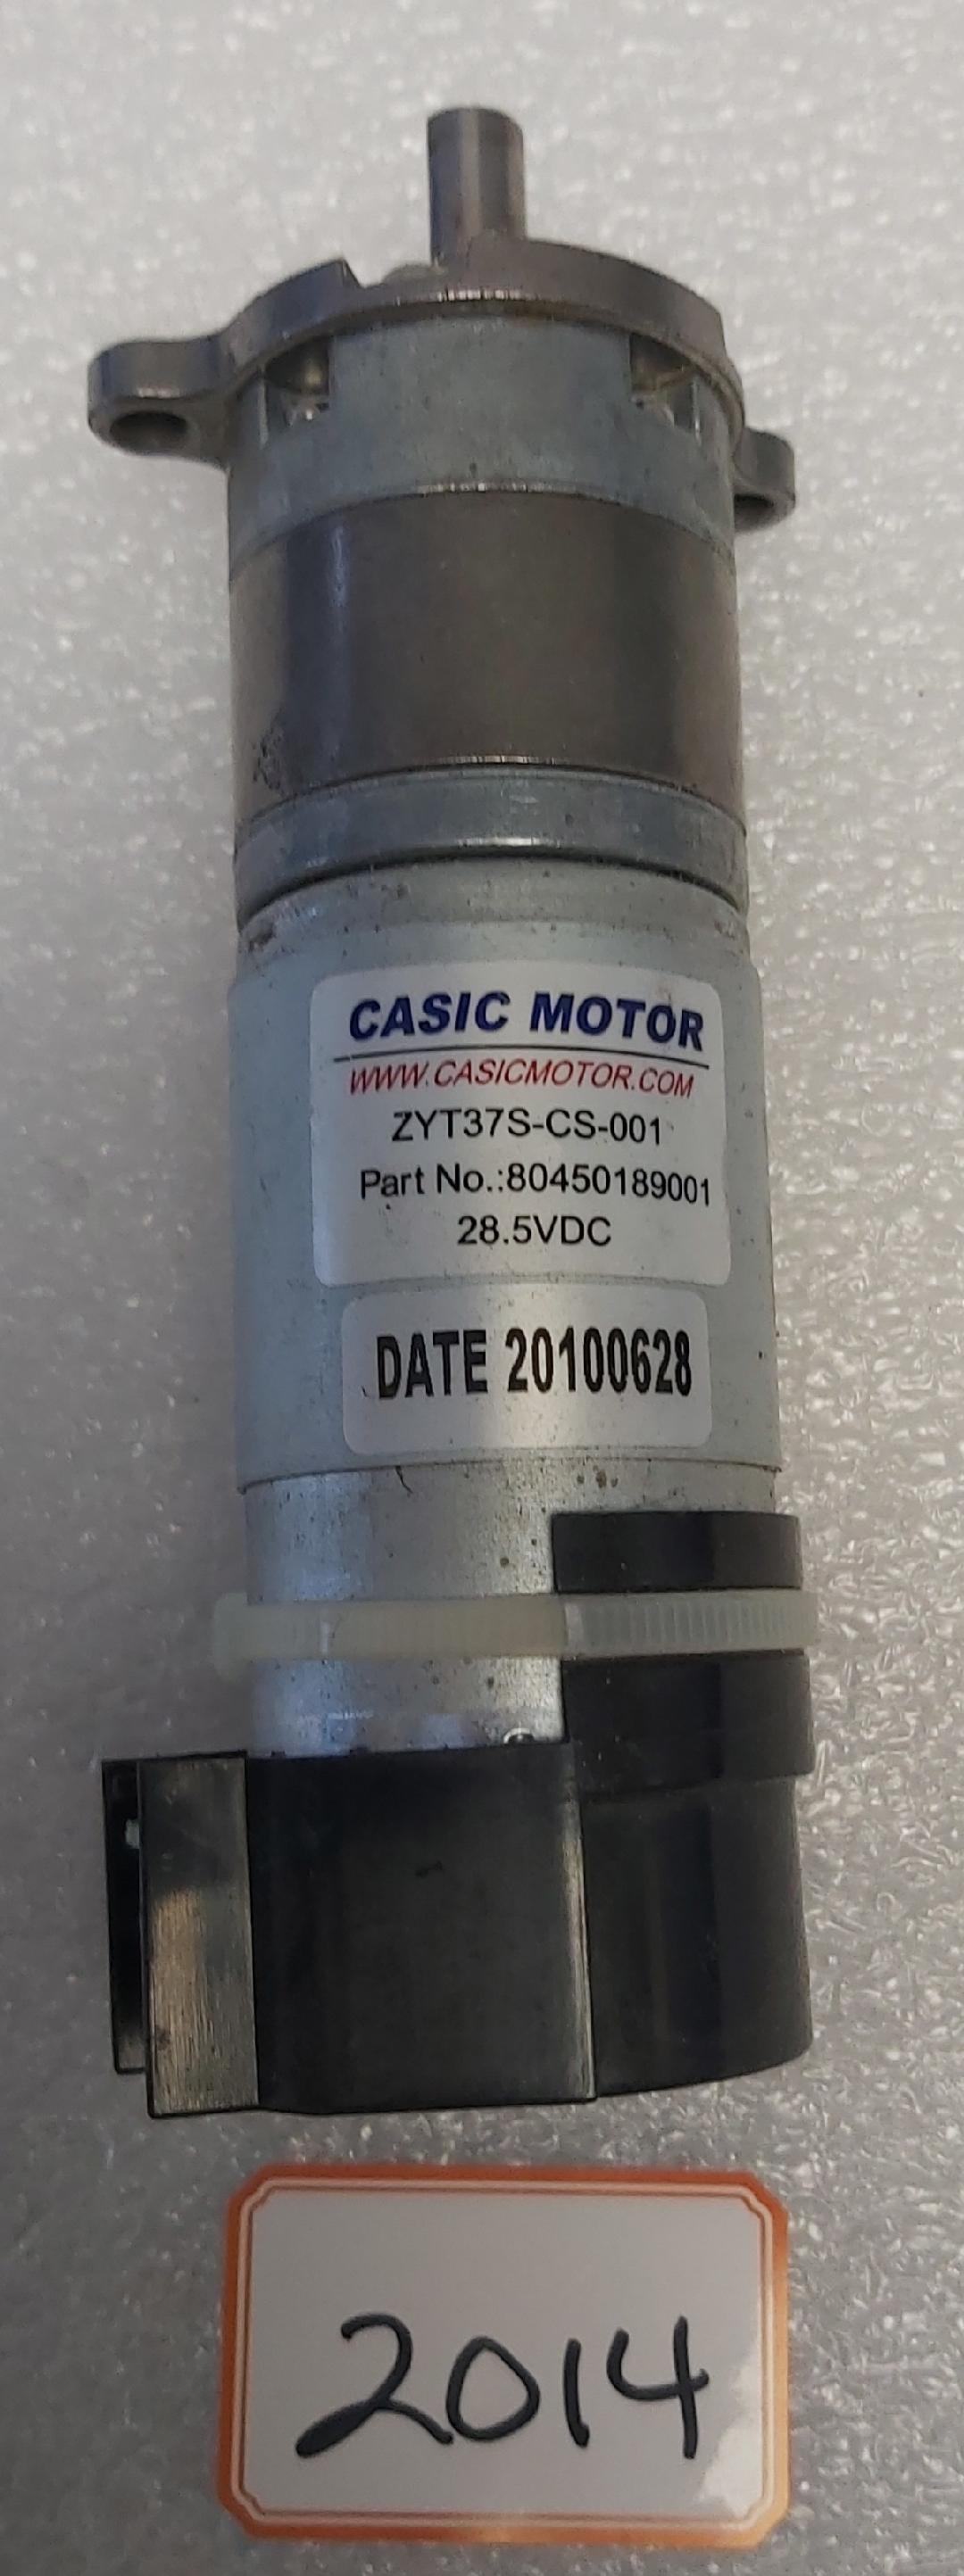 CASIC MOTOR
WWW.CASICMOTOR.COM
ZYT37S-CS-001
Part No.:80450189001
28.5VDC
DATE 20100628
2014